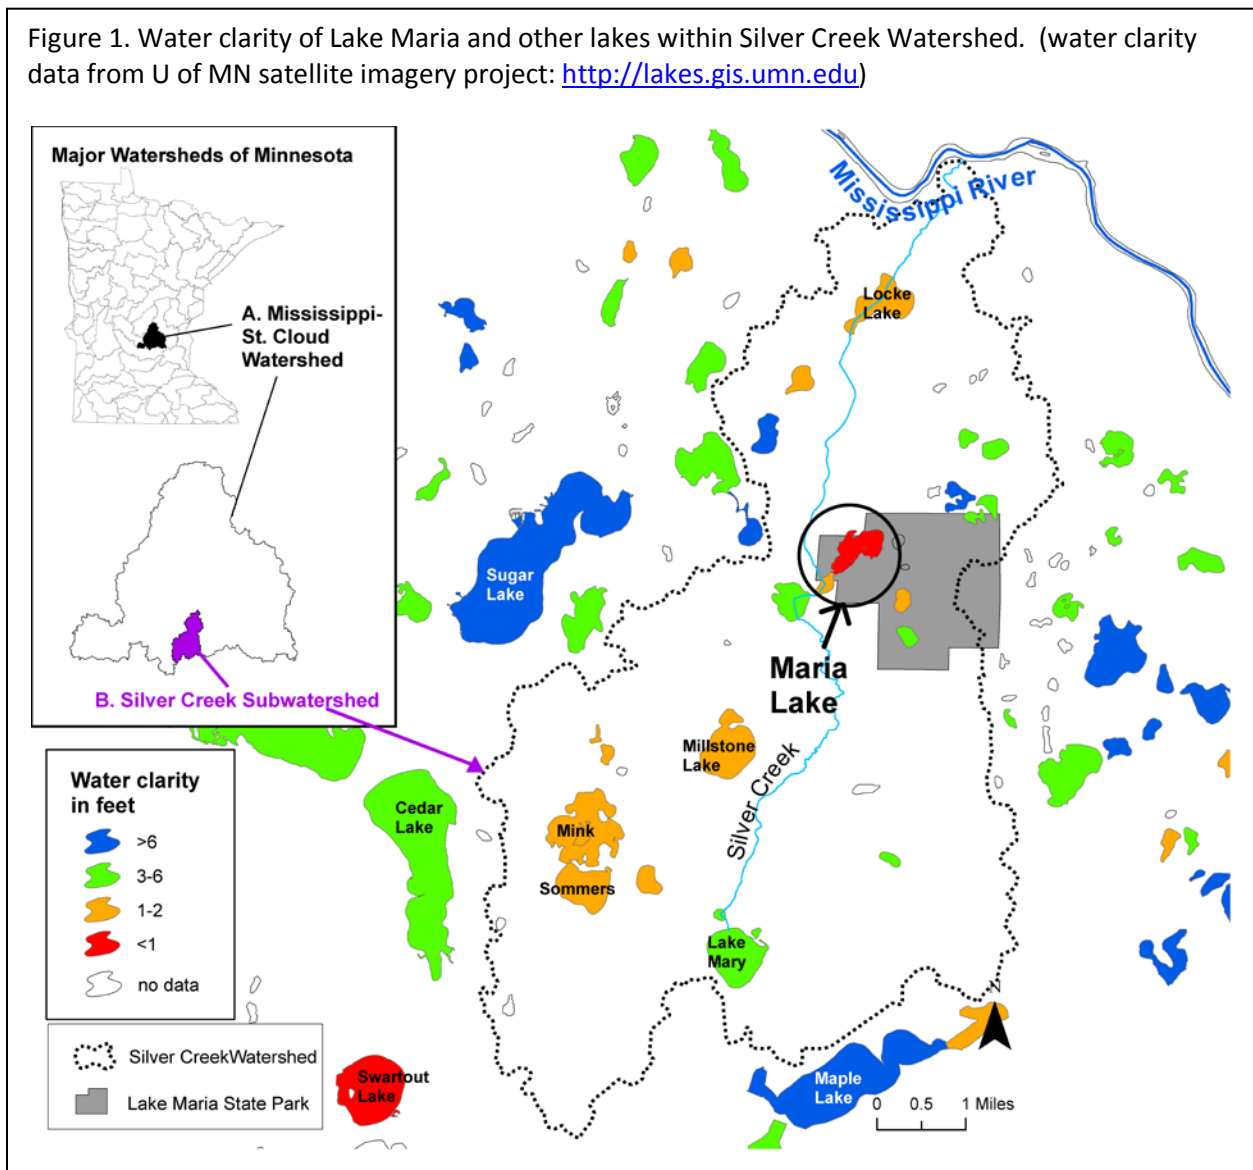 Figure 1. Water clarity of Lake Maria and other lakes within Silver Creek Watershed.  (water clarity
data from U of MN satellite imagery project: http://lakes.gis.umn.edu)
Major Watersheds of Minnesota
A. Mississippi-
St. Cloud
Watershed
B. Silver Creek Subwatershed
Mississippi River
Locke
Lake
Sugar
Lake
Maria
Lake
Millstone
Lake
Silver Creek
Cedar
Lake
Mink
Sommers
Lake
Mary
Water clarity
in feet
>6
3-6
1-2
<1
no data
Silver CreekWatershed
Lake Maria State Park
Swartout
Lake
Maple
Lake
N
0 0.5 1 Miles